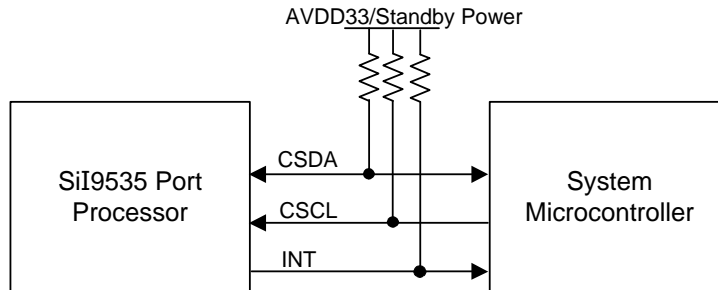 AVDD33/Standby Power
SiI9535 Port
Processor
CSDA
CSCL
INT
System
Microcontroller